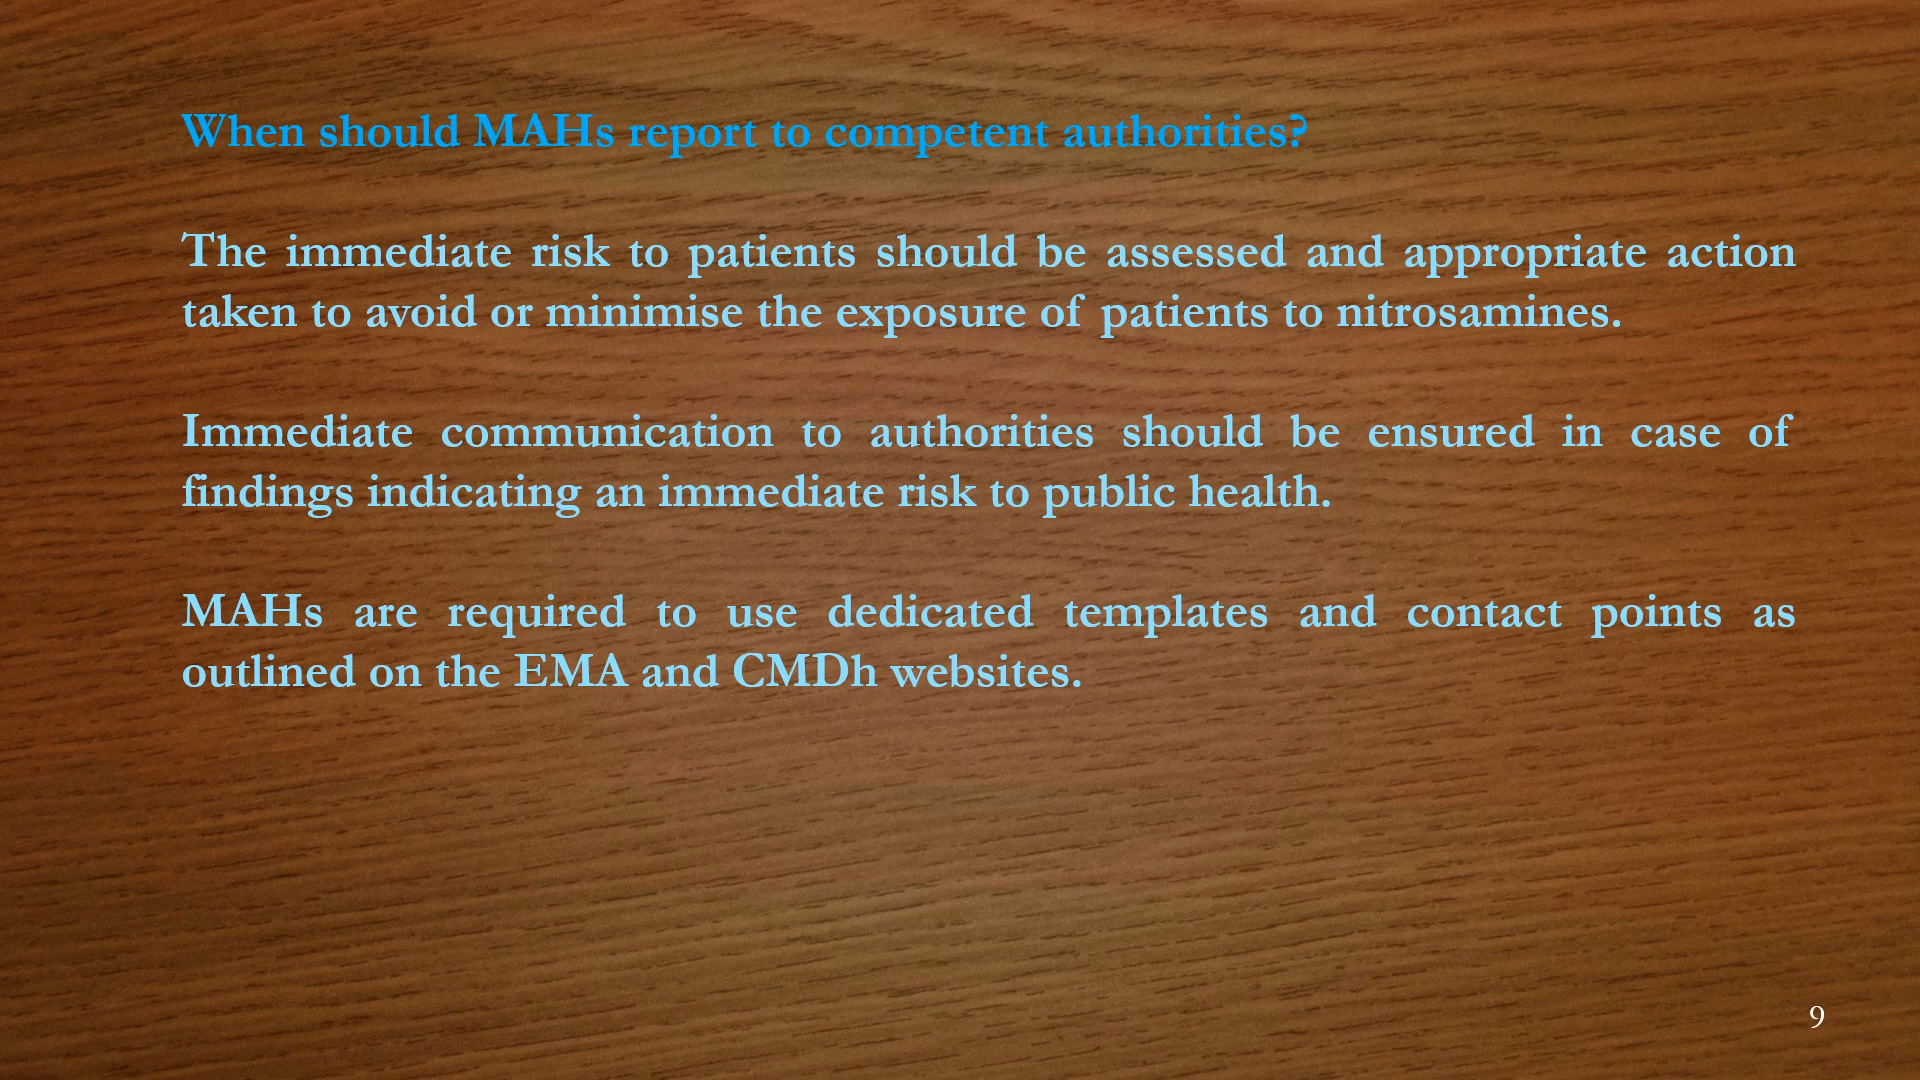 When should MAHs report to competent authorities?
The immediate risk to patients should be assessed and appropriate action
taken to avoid or minimise the exposure of patients to nitrosamines.
Immediate communication to authorities should be ensured in case of
findings indicating an immediate risk to public health.
MAHs are required to use dedicated templates and contact points as
outlined on the EMA and CMDh websites.
9